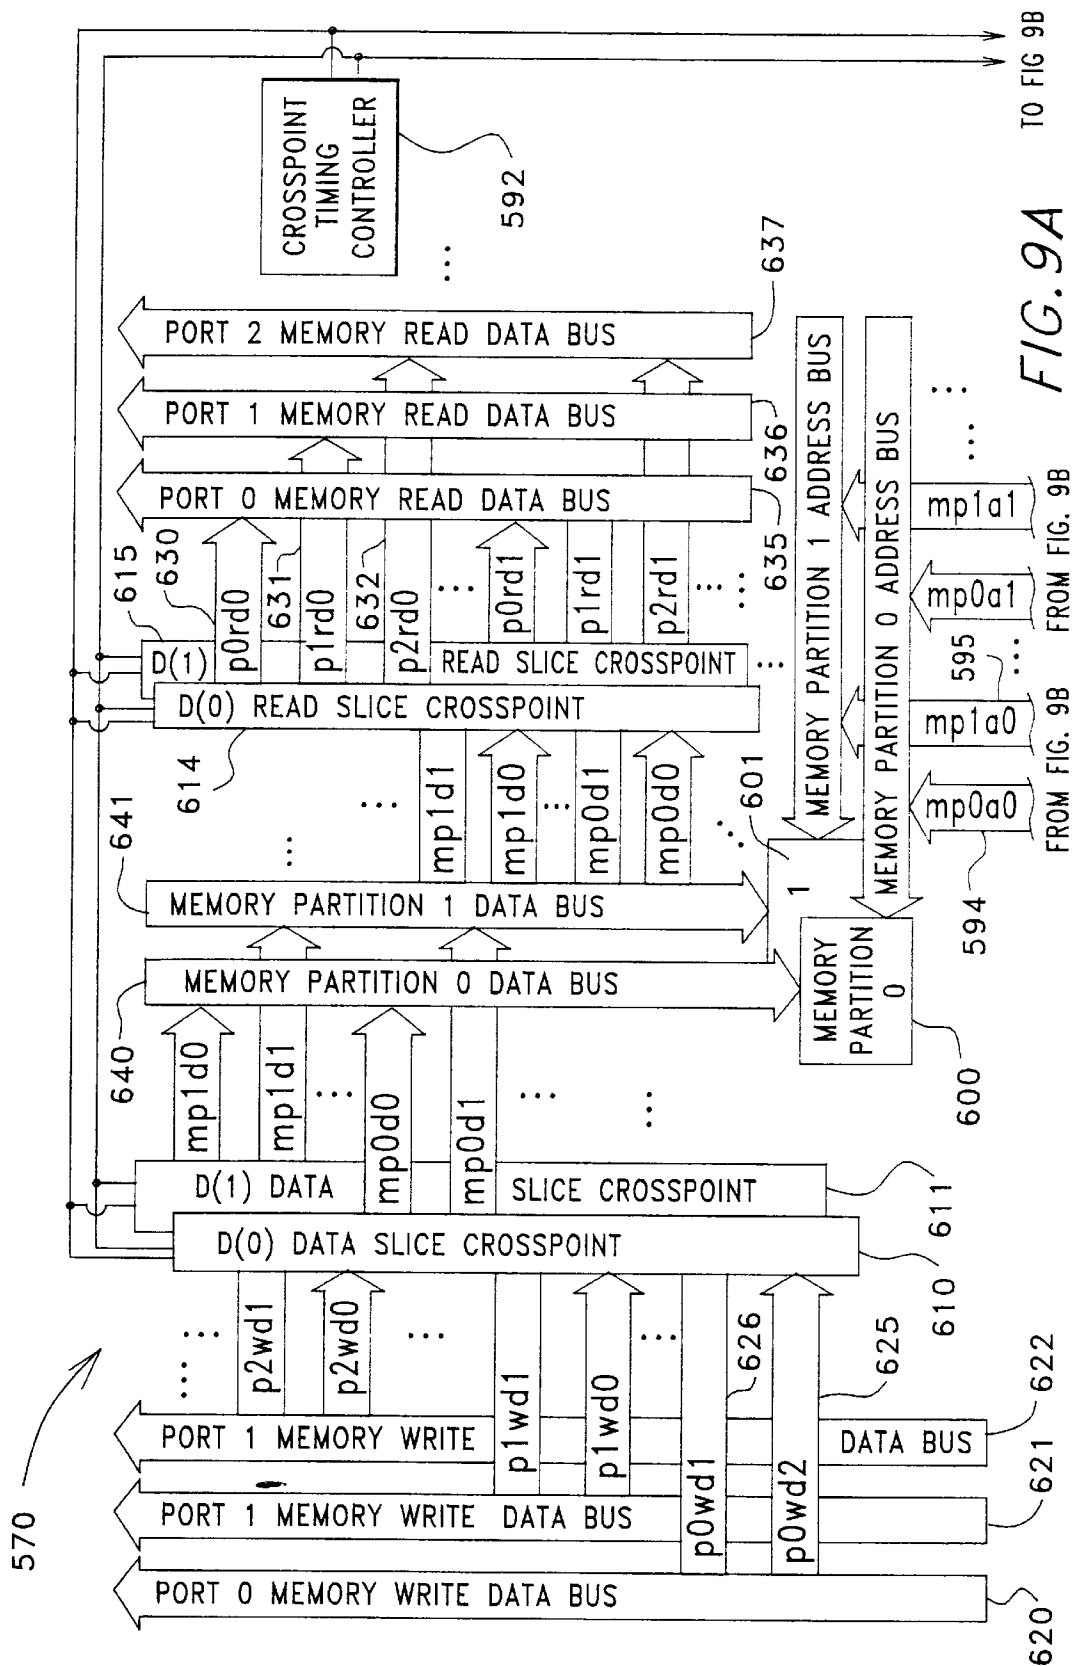 570
PORT 0 MEMORY WRITE DATA BUS
620
PORT 1 MEMORY WRITE DATA BUS
621
PORT 1 MEMORY WRITE DATA BUS
622
p2wd1
p2wd0
p1wd1
p1wd0
p0wd1
626
p0wd2
625
D(0) DATA SLICE CROSSPOINT
610
D(1) DATA SLICE CROSSPOINT
611
mp1d0
mp1d1
mp0d0
mp0d1
640
MEMORY PARTITION 0 DATA BUS
641
MEMORY PARTITION 1 DATA BUS
MEMORY
PARTITION
0
600
1
601
mp1d1
mp1d0
mp0d1
mp0d0
614
D(0) READ SLICE CROSSPOINT
615
D(1) READ SLICE CROSSPOINT
630
p0rd0
631
p1rd0
632
p2rd0
p0rd1
p1rd1
p2rd1
PORT 0 MEMORY READ DATA BUS
635
PORT 1 MEMORY READ DATA BUS
636
PORT 2 MEMORY READ DATA BUS
637
CROSSPOINT
TIMING
CONTROLLER
592
MEMORY PARTITION 1 ADDRESS BUS
MEMORY PARTITION 0 ADDRESS BUS
mp0a0
594
mp1a0
595
mp0a1
mp1a1
FROM FIG. 9B
FROM FIG. 9B
TO FIG 9B
FIG. 9A